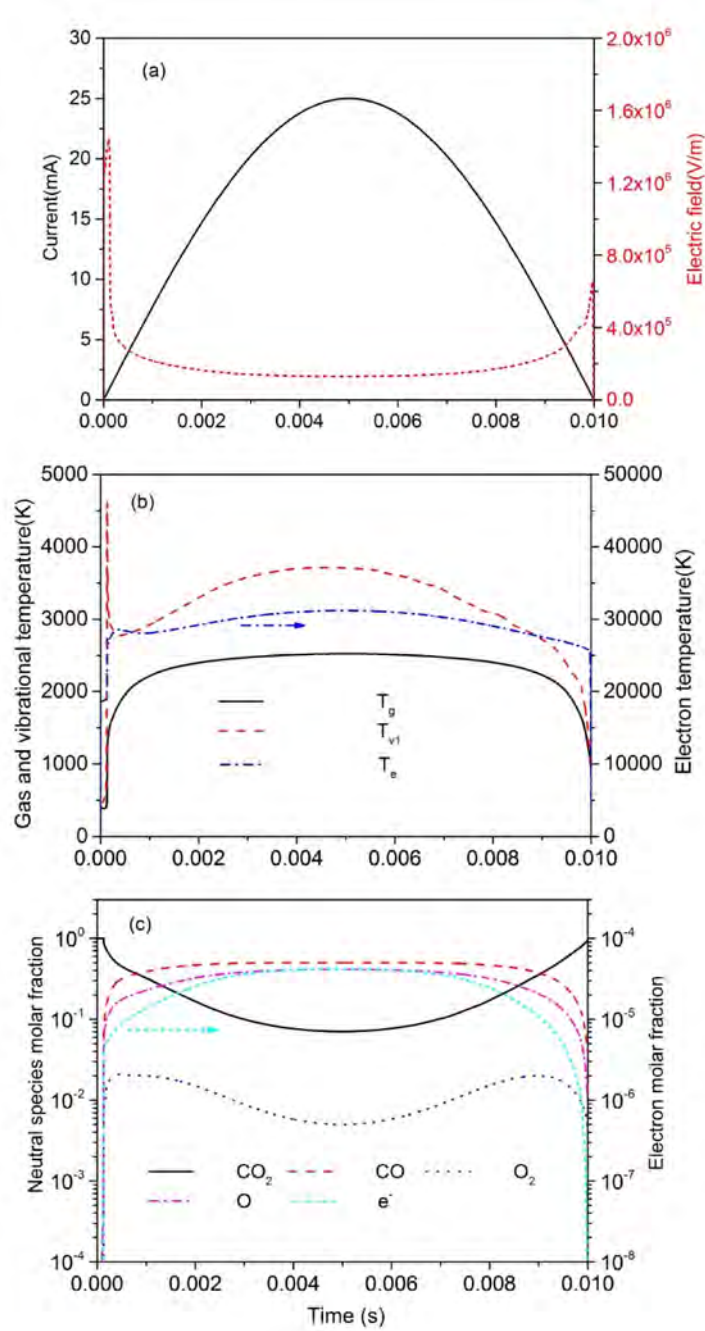 (a)
Current(mA)
30
25
20
15
10
5
0
2.0x10⁶
1.6x10⁶
1.2x10⁶
8.0x10⁵
4.0x10⁵
0.0
Electric field(V/m)
0.000 0.002 0.004 0.006 0.008 0.010
(b)
Gas and vibrational temperature(K)
5000
4000
3000
2000
1000
0
50000
40000
30000
20000
10000
0
Electron temperature(K)
T_g
T_v1
T_e
0.000 0.002 0.004 0.006 0.008 0.010
(c)
Neutral species molar fraction
10⁰
10⁻¹
10⁻²
10⁻³
10⁻⁴
10⁻⁴
10⁻⁵
10⁻⁶
10⁻⁷
10⁻⁸
Electron molar fraction
CO₂ CO O₂
O e⁻
0.000 0.002 0.004 0.006 0.008 0.010
Time (s)